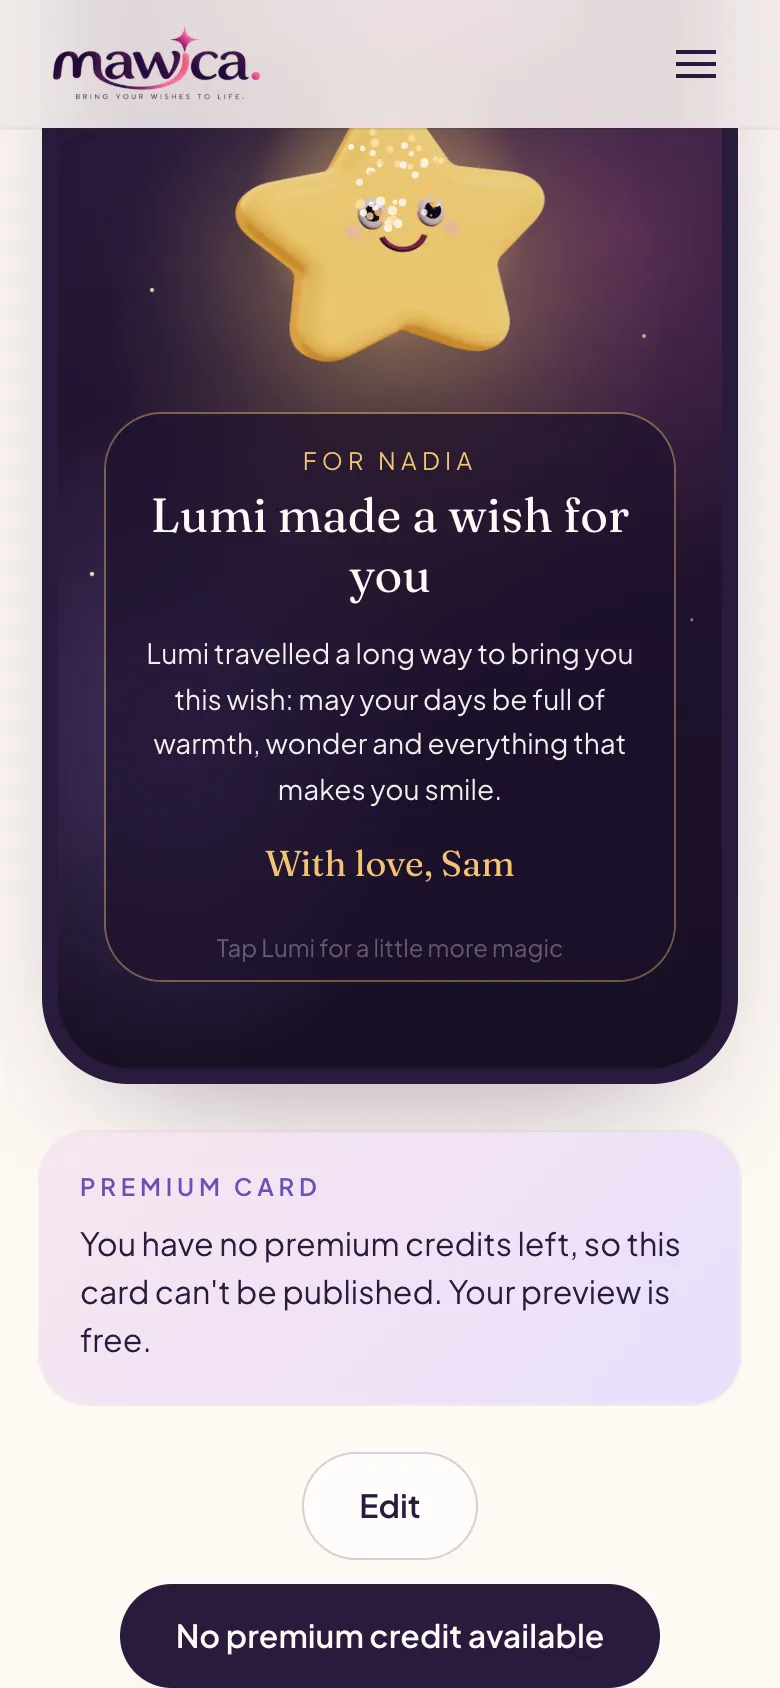 mawica.
BRING YOUR WISHES TO LIFE.
FOR NADIA
Lumi made a wish for
you
Lumi travelled a long way to bring you
this wish: may your days be full of
warmth, wonder and everything that
makes you smile.
With love, Sam
Tap Lumi for a little more magic
PREMIUM CARD
You have no premium credits left, so this
card can't be published. Your preview is
free.
Edit
No premium credit available